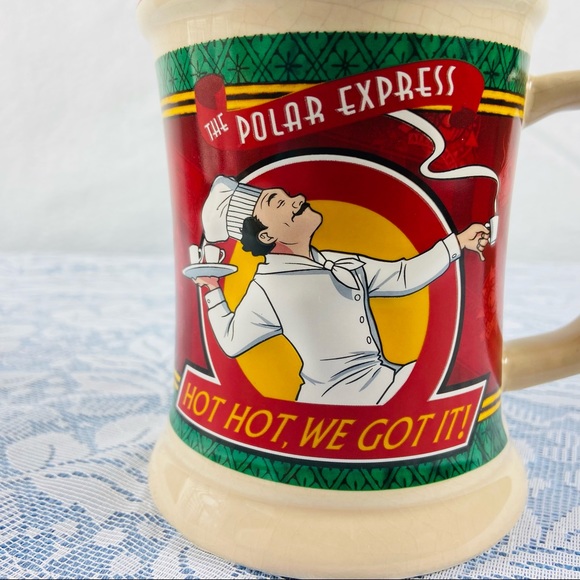 THE POLAR EXPRESS
HOT HOT, WE GOT IT!